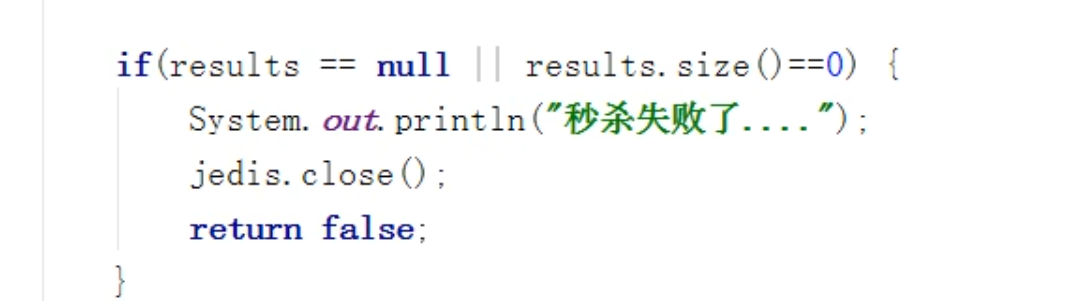 if(results == null || results.size()==0) {
System.out.println("秒杀失败了....");
jedis.close();
return false;
}